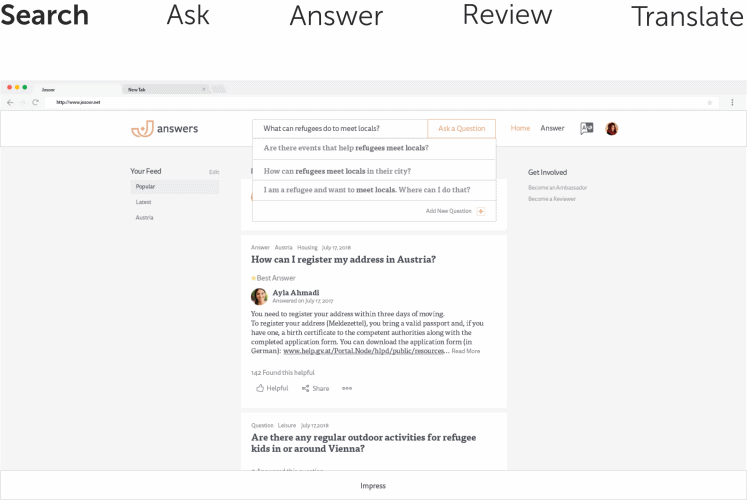 Search Ask Answer Review Translate
New Tab
http://www.joscer.net
answers
What can refugees do to meet locals?
Ask a Question
Home Answer
Are there events that help refugees meet locals?
How can refugees meet locals in their city?
I am a refugee and want to meet locals. Where can I do that?
Add New Question
Your Feed Edit
Popular
Latest
Austria
Get Involved
Become an Ambassador
Become a Reviewer
Answer Austria Housing July 17, 2018
How can I register my address in Austria?
Best Answer
Ayla Ahmadi
Answered on July 17, 2017
You need to register your address within three days of moving.
To register your address (Meldezettel), you bring a valid passport and, if you
have one, a birth certificate to the competent authorities along with the
completed application form. You can download the application form (in
German): www.help.gv.at/Portal.Node/hlpd/public/resources... Read More
142 Found this helpful
Helpful Share
Question Leisure July 17,2018
Are there any regular outdoor activities for refugee
kids in or around Vienna?
Impress